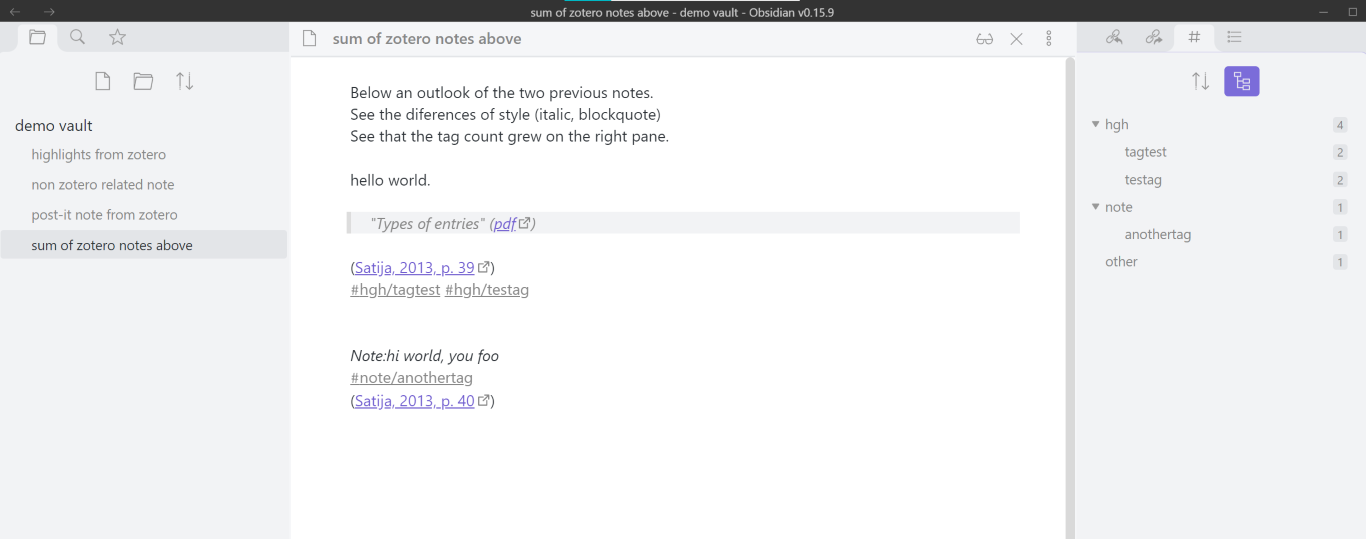 sum of zotero notes above - demo vault - Obsidian v0.15.9
sum of zotero notes above
demo vault
highlights from zotero
non zotero related note
post-it note from zotero
sum of zotero notes above
Below an outlook of the two previous notes.
See the diferences of style (italic, blockquote)
See that the tag count grew on the right pane.
hello world.
"Types of entries" (pdf)
(Satija, 2013, p. 39)
#hgh/tagtest #hgh/testag
Note:hi world, you foo
#note/anothertag
(Satija, 2013, p. 40)
hgh 4
tagtest 2
testag 2
note 1
anothertag 1
other 1